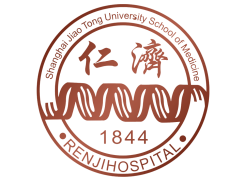 Shanghai Jiao Tong University School of Medicine
仁濟
1844
RENJIHOSPITAL